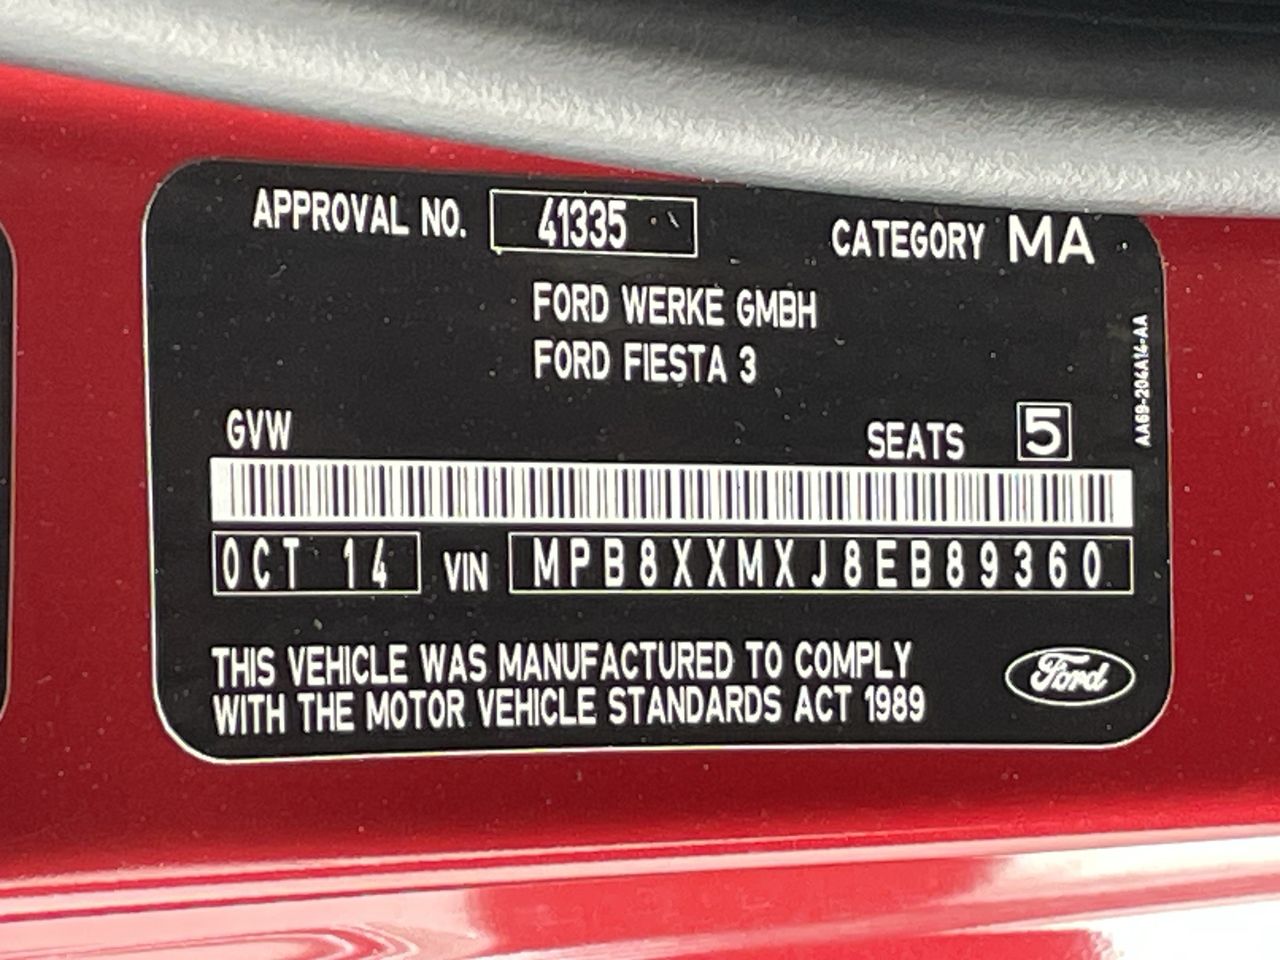 APPROVAL NO. 41335 CATEGORY MA
FORD WERKE GMBH
FORD FIESTA 3
AA69-204A14-AA
GVW SEATS 5
OCT 14 VIN MPB8XXMXJ8EB89360
THIS VEHICLE WAS MANUFACTURED TO COMPLY
WITH THE MOTOR VEHICLE STANDARDS ACT 1989
Ford